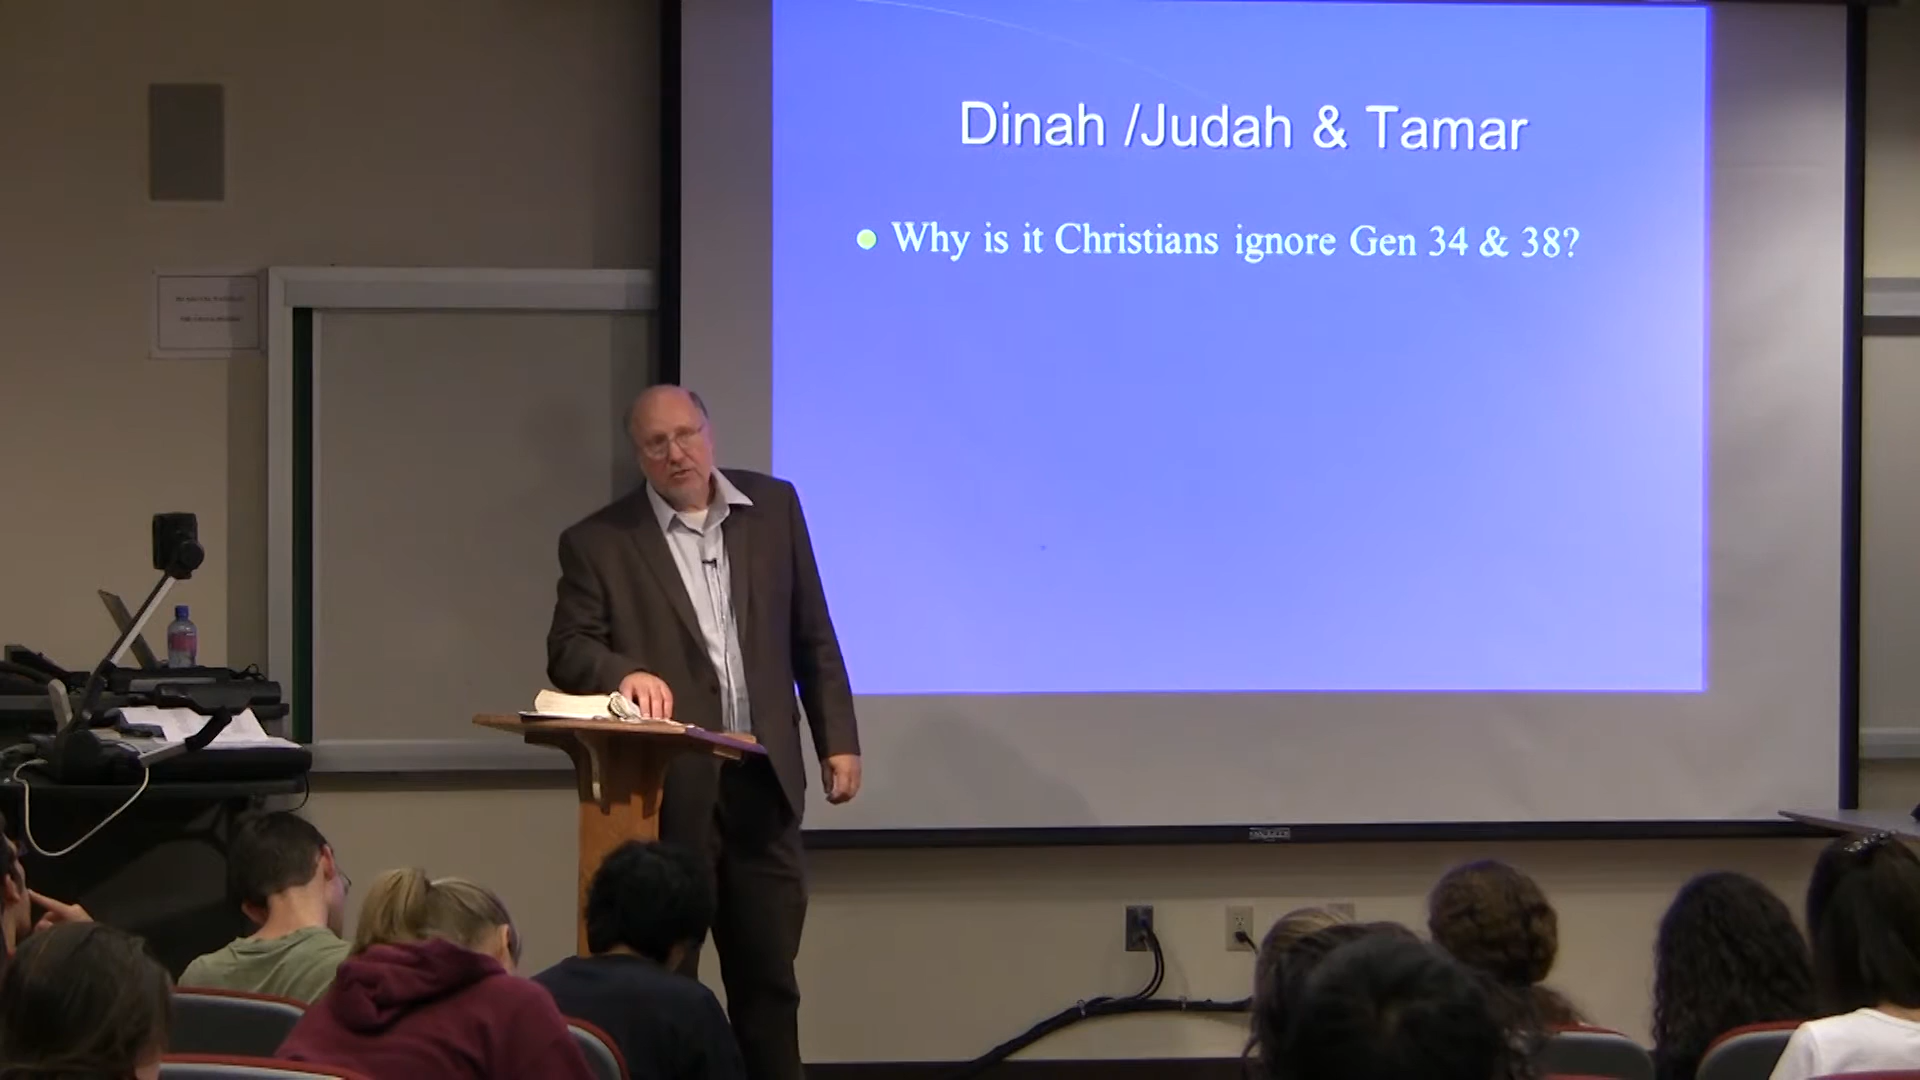 Dinah /Judah & Tamar
Why is it Christians ignore Gen 34 & 38?